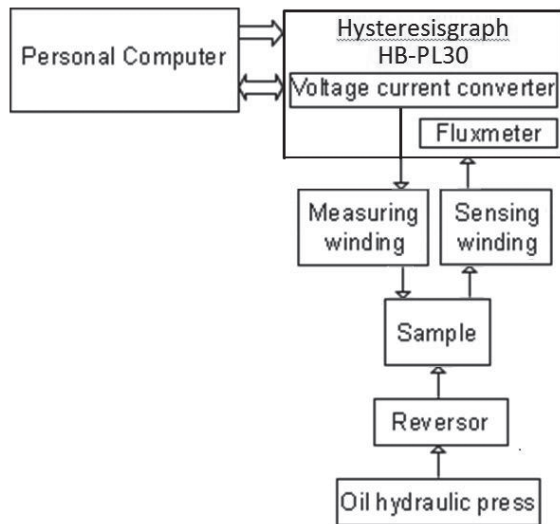 Hysteresisgraph
HB-PL30
Personal Computer
Voltage current converter
Fluxmeter
Measuring
winding
Sensing
winding
Sample
Reversor
Oil hydraulic press